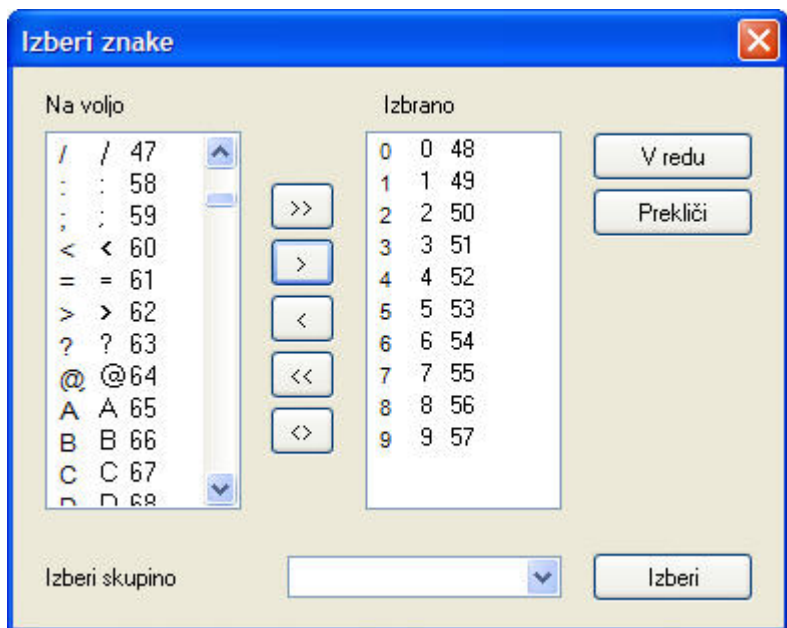 Izberi znake
Na voljo
/ / 47
: : 58
; ; 59
< < 60
= = 61
> > 62
? ? 63
@ @ 64
A A 65
B B 66
C C 67
D D 68
>>
>
<
<<
<>
Izbrano
0 0 48
1 1 49
2 2 50
3 3 51
4 4 52
5 5 53
6 6 54
7 7 55
8 8 56
9 9 57
V redu
Prekliči
Izberi skupino
Izberi